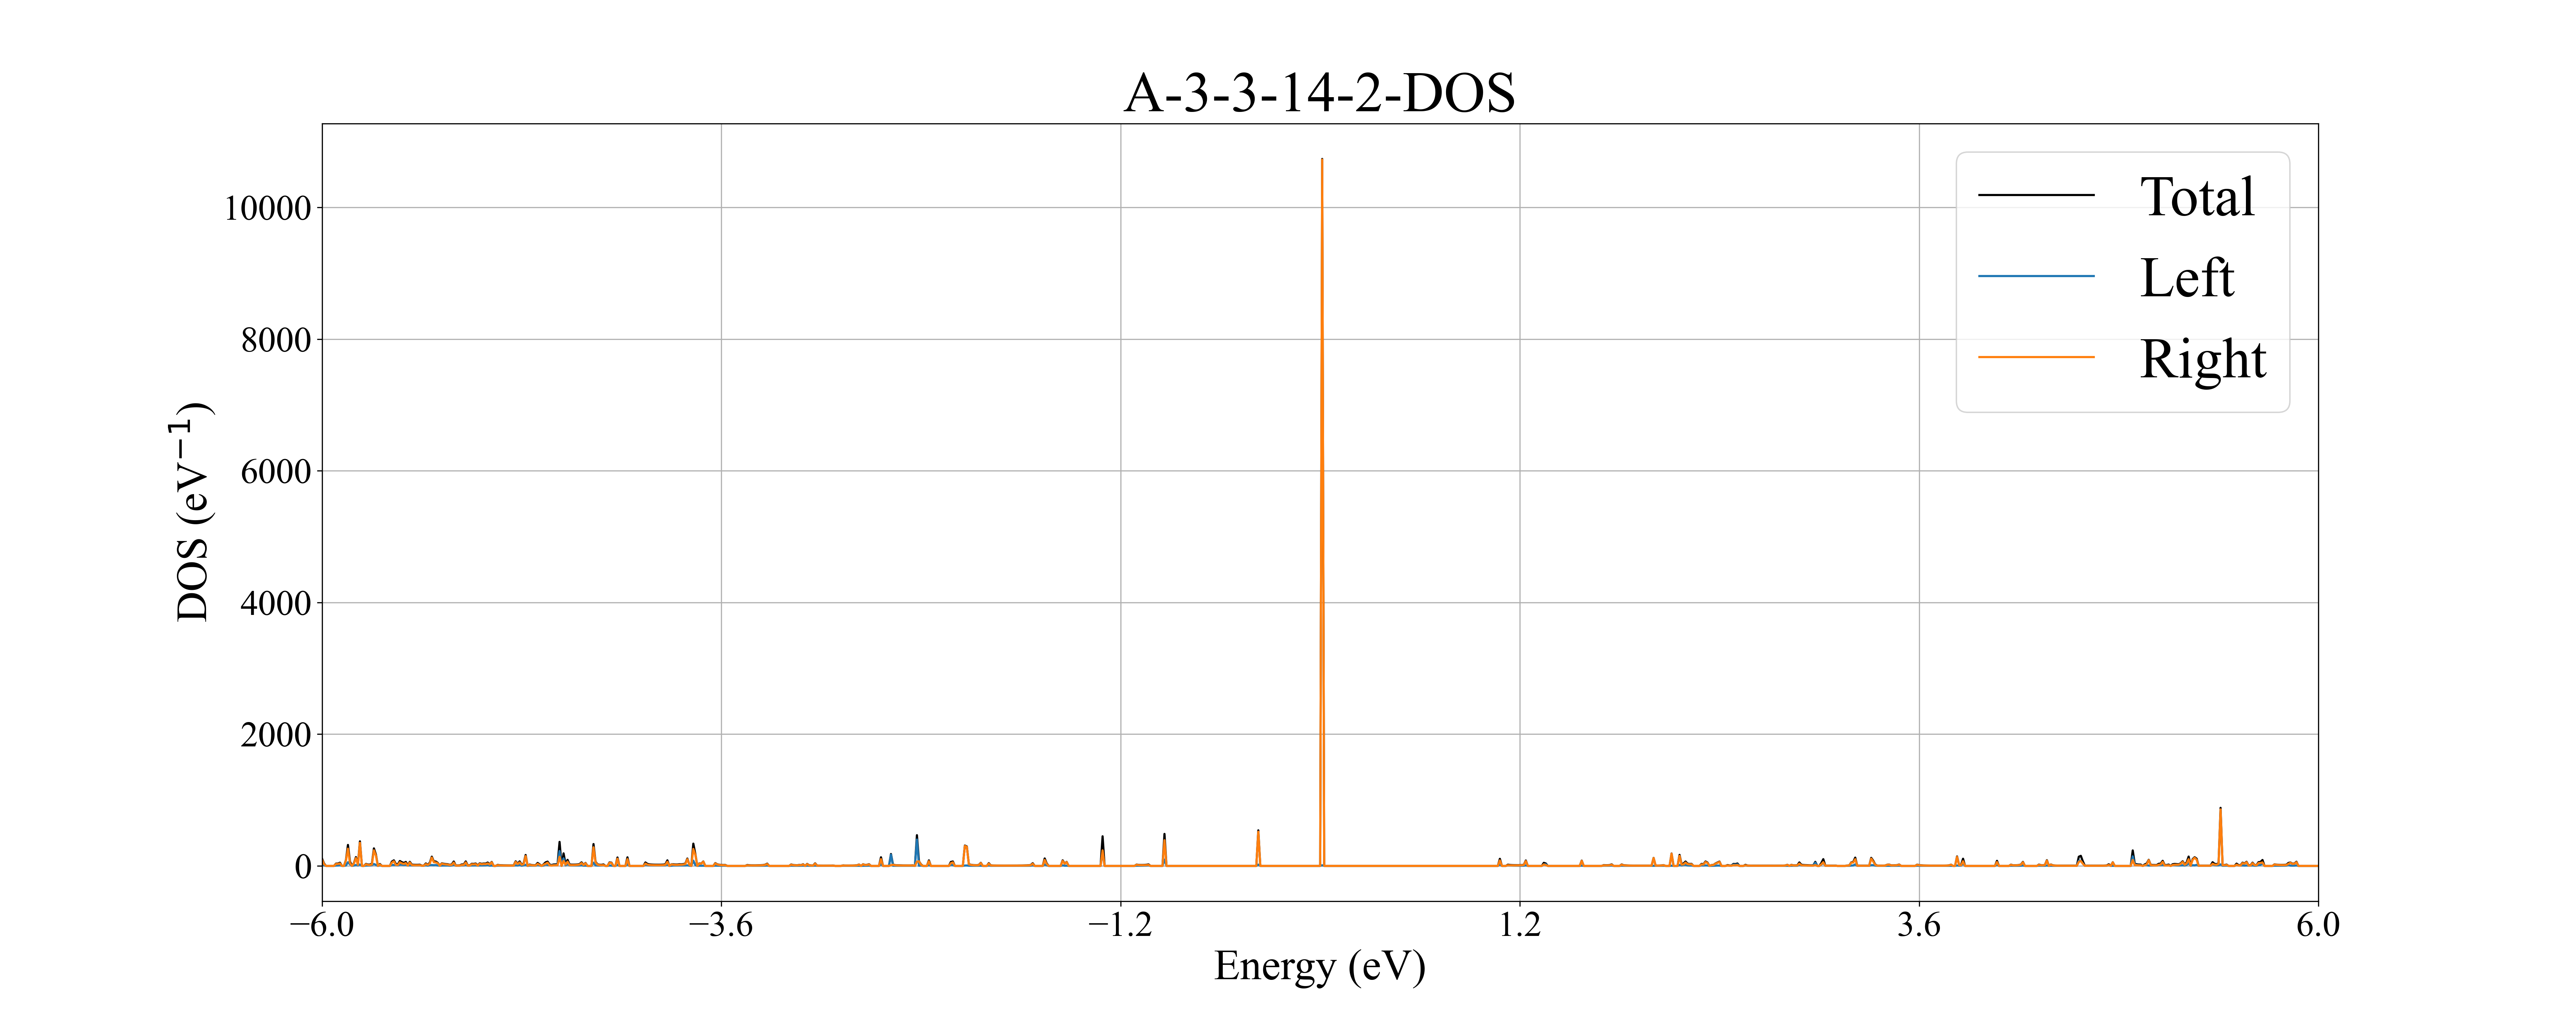 A-3-3-14-2-DOS
Total
Left
Right
DOS (eV⁻¹)
10000
8000
6000
4000
2000
0
−6.0
−3.6
−1.2
1.2
3.6
6.0
Energy (eV)